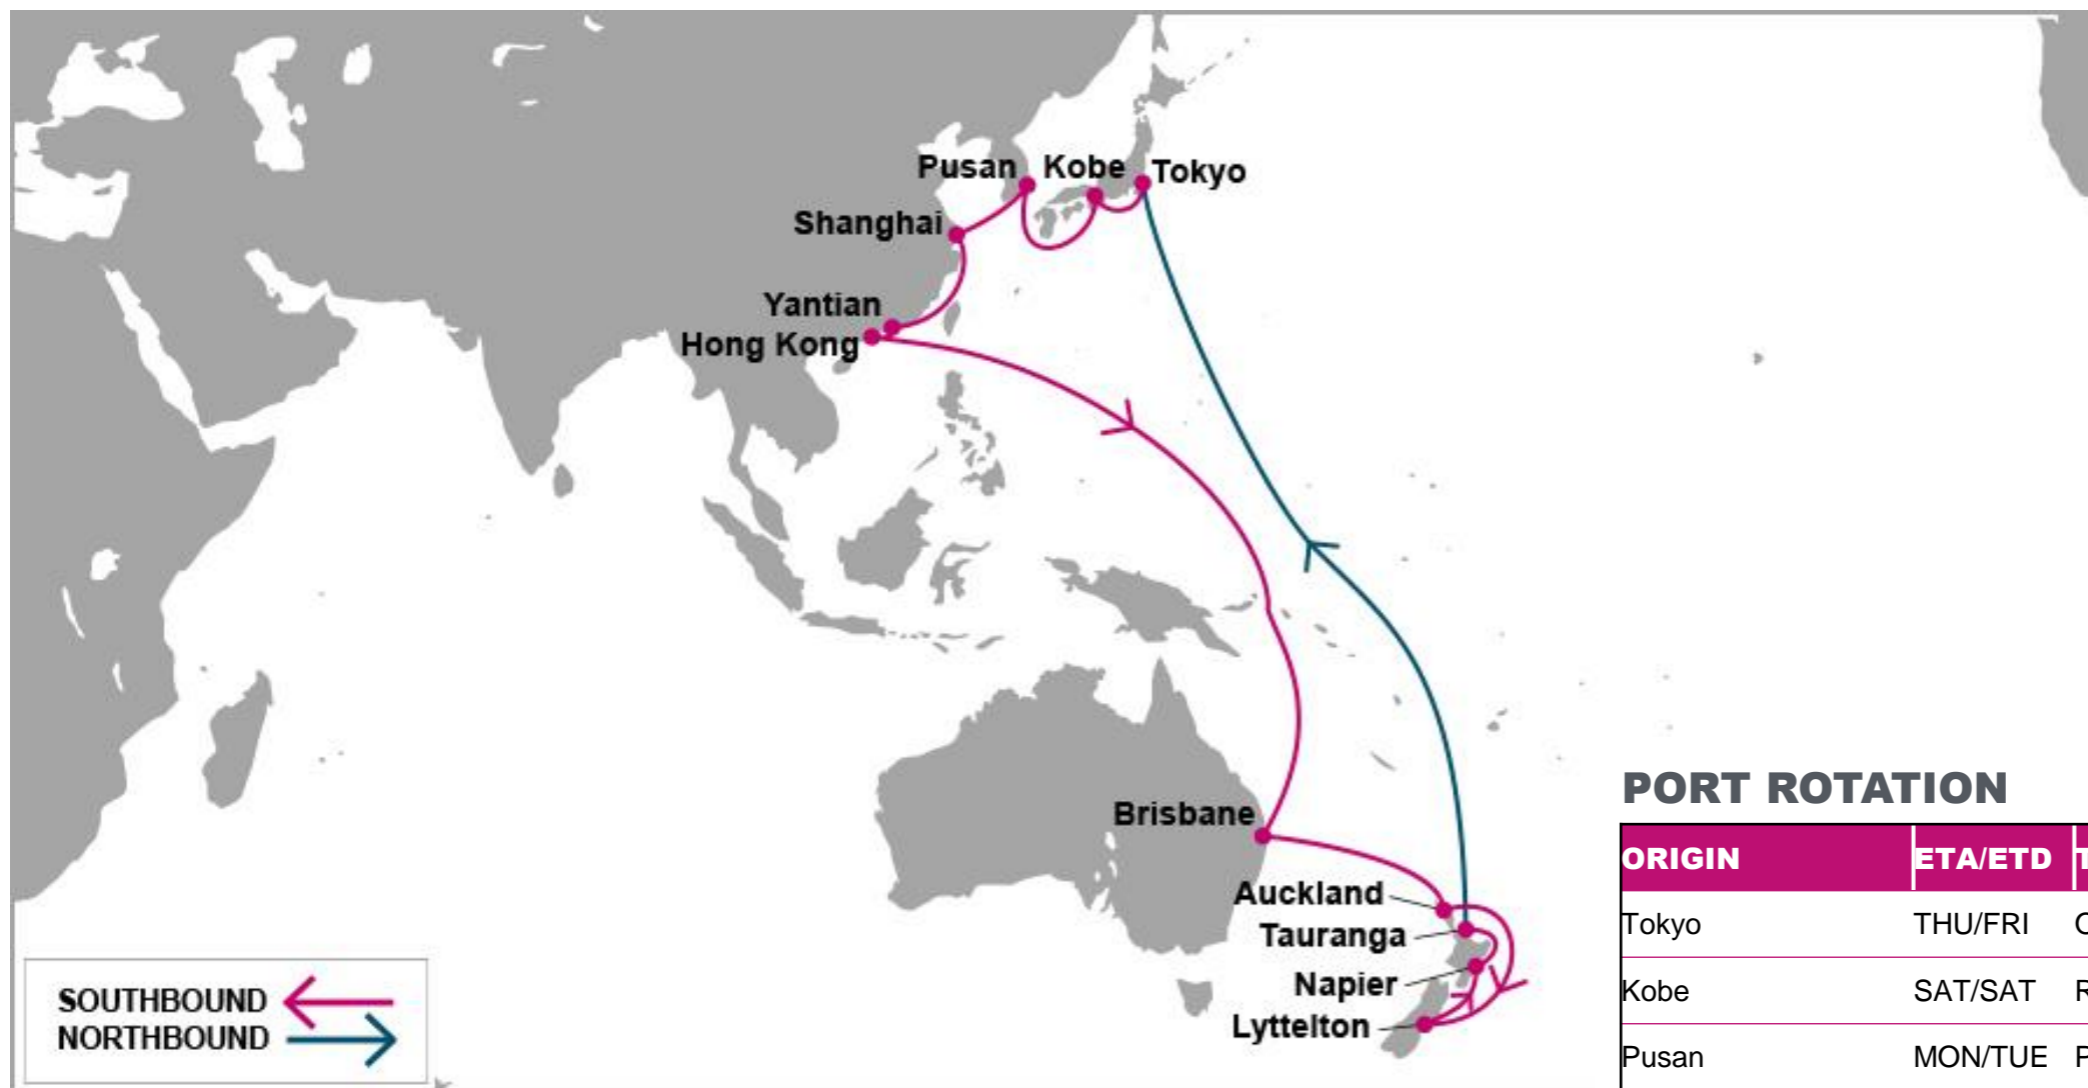 Pusan Kobe Tokyo
Shanghai
Yantian
Hong Kong
Brisbane
Auckland
Tauranga
Napier
Lyttelton
SOUTHBOUND
NORTHBOUND
PORT ROTATION
ORIGIN ETA/ETD
Tokyo THU/FRI
Kobe SAT/SAT
Pusan MON/TUE